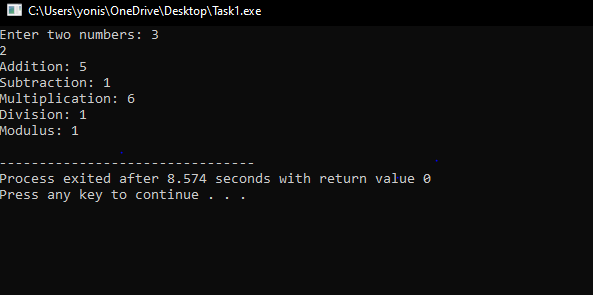 C:\Users\yonis\OneDrive\Desktop\Task1.exe
Enter two numbers: 3
2
Addition: 5
Subtraction: 1
Multiplication: 6
Division: 1
Modulus: 1
--------------------------------
Process exited after 8.574 seconds with return value 0
Press any key to continue . . .